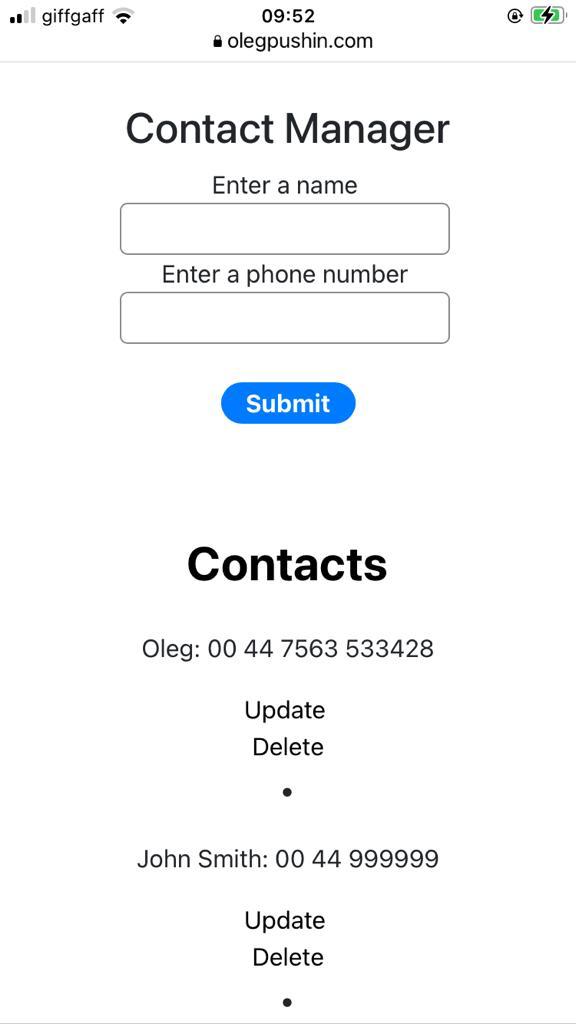 giffgaff 09:52
olegpushin.com
Contact Manager
Enter a name
Enter a phone number
Submit
Contacts
Oleg: 00 44 7563 533428
Update
Delete
•
John Smith: 00 44 999999
Update
Delete
•